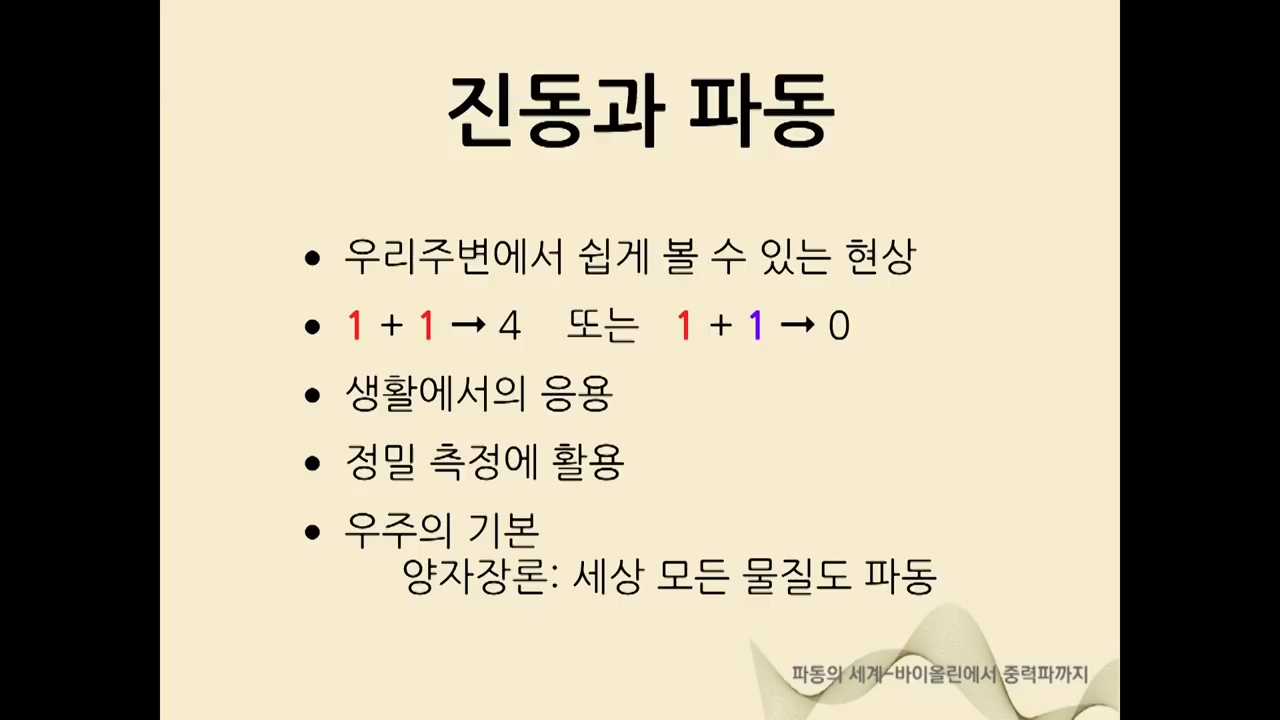 진동과 파동
• 우리주변에서 쉽게 볼 수 있는 현상
• 1 + 1 → 4 또는 1 + 1 → 0
• 생활에서의 응용
• 정밀 측정에 활용
• 우주의 기본
양자장론: 세상 모든 물질도 파동
파동의 세계-바이올린에서 중력파까지